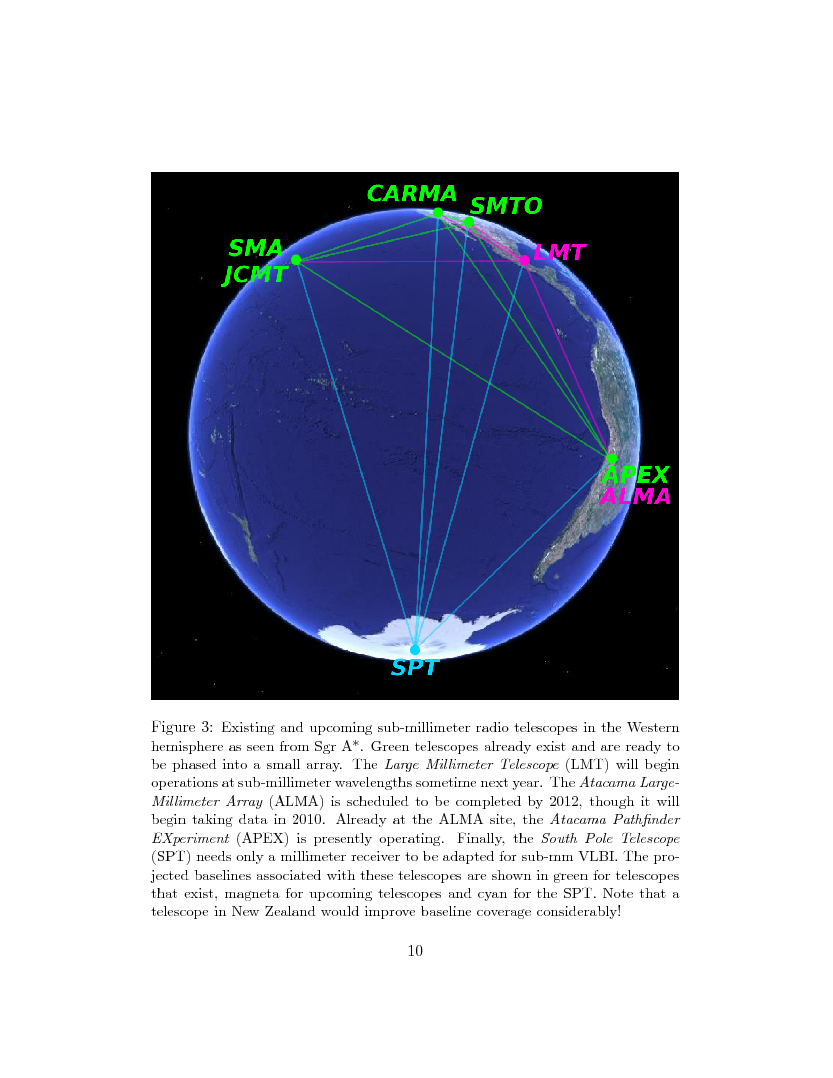 CARMA
SMTO
SMA
JCMT
LMT
APEX
ALMA
SPT
Figure 3: Existing and upcoming sub-millimeter radio telescopes in the Western
hemisphere as seen from Sgr A*. Green telescopes already exist and are ready to
be phased into a small array. The Large Millimeter Telescope (LMT) will begin
operations at sub-millimeter wavelengths sometime next year. The Atacama Large-
Millimeter Array (ALMA) is scheduled to be completed by 2012, though it will
begin taking data in 2010. Already at the ALMA site, the Atacama Pathfinder
EXperiment (APEX) is presently operating. Finally, the South Pole Telescope
(SPT) needs only a millimeter receiver to be adapted for sub-mm VLBI. The pro-
jected baselines associated with these telescopes are shown in green for telescopes
that exist, magneta for upcoming telescopes and cyan for the SPT. Note that a
telescope in New Zealand would improve baseline coverage considerably!
10